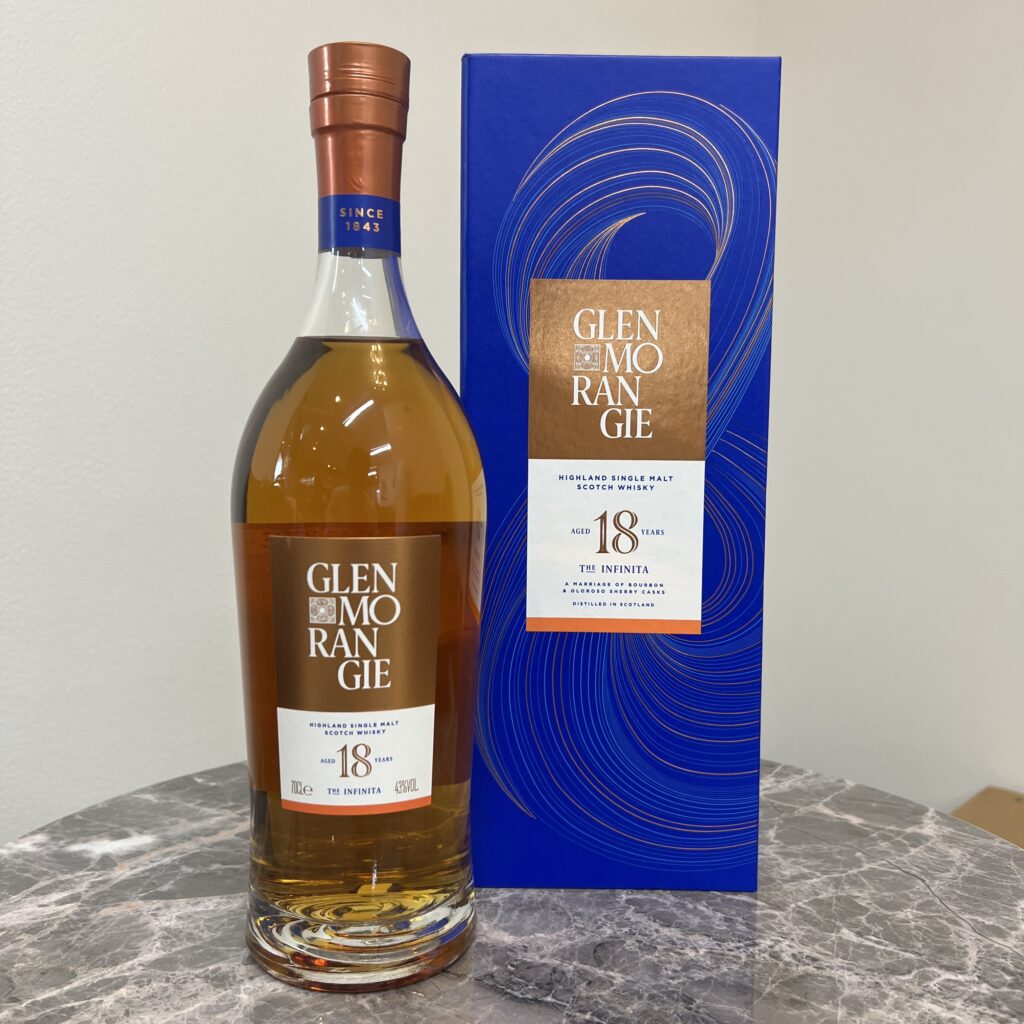 SINCE
1843
GLEN
MO
RAN
GIE
HIGHLAND SINGLE MALT
SCOTCH WHISKY
AGED 18 YEARS
70CLe THE INFINITA 43%VOL
GLEN
MO
RAN
GIE
HIGHLAND SINGLE MALT
SCOTCH WHISKY
AGED 18 YEARS
THE INFINITA
A MARRIAGE OF BOURBON
& OLOROSO SHERRY CASKS
DISTILLED IN SCOTLAND